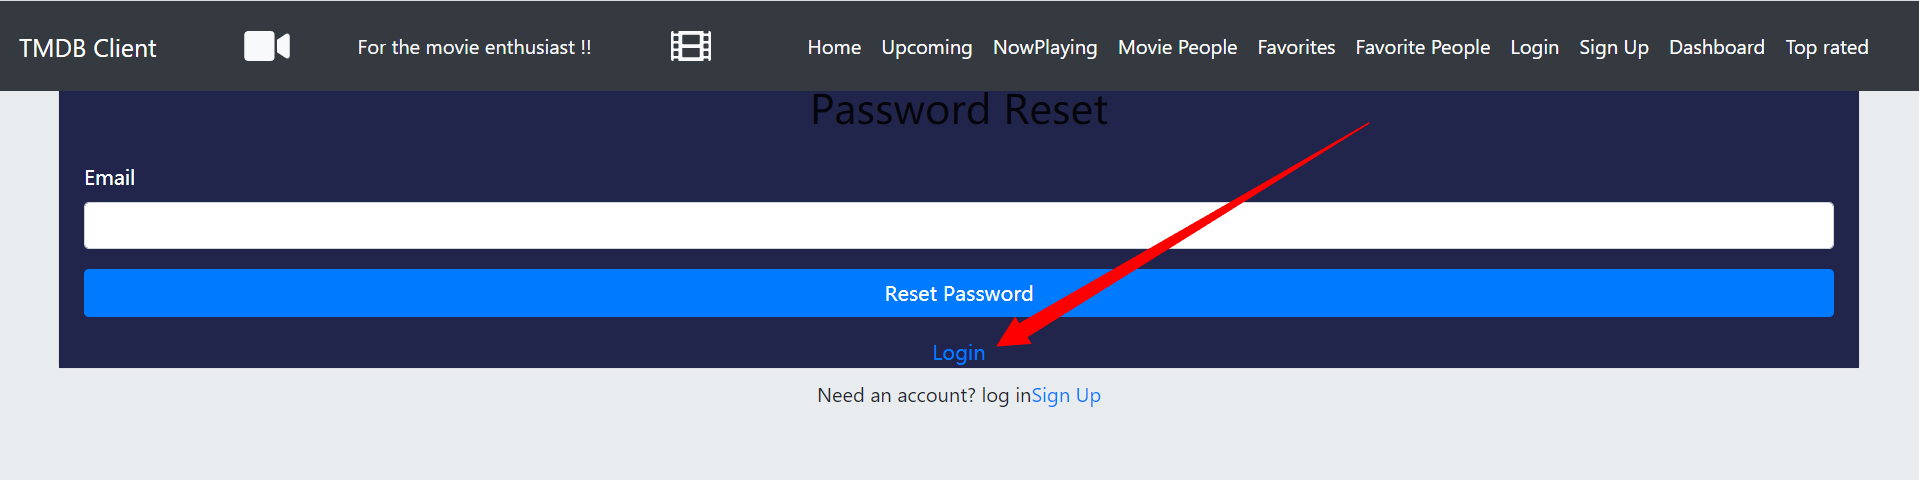 TMDB Client For the movie enthusiast !! Home Upcoming NowPlaying Movie People Favorites Favorite People Login Sign Up Dashboard Top rated
Password Reset
Email
Reset Password
Login
Need an account? log inSign Up